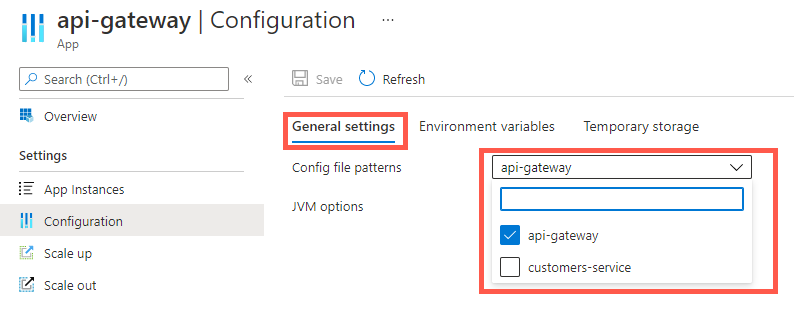 api-gateway | Configuration ...
App
Search (Ctrl+/) «
Save Refresh
Overview
Settings
App Instances
Configuration
Scale up
Scale out
General settings Environment variables Temporary storage
Config file patterns api-gateway
JVM options
api-gateway
customers-service